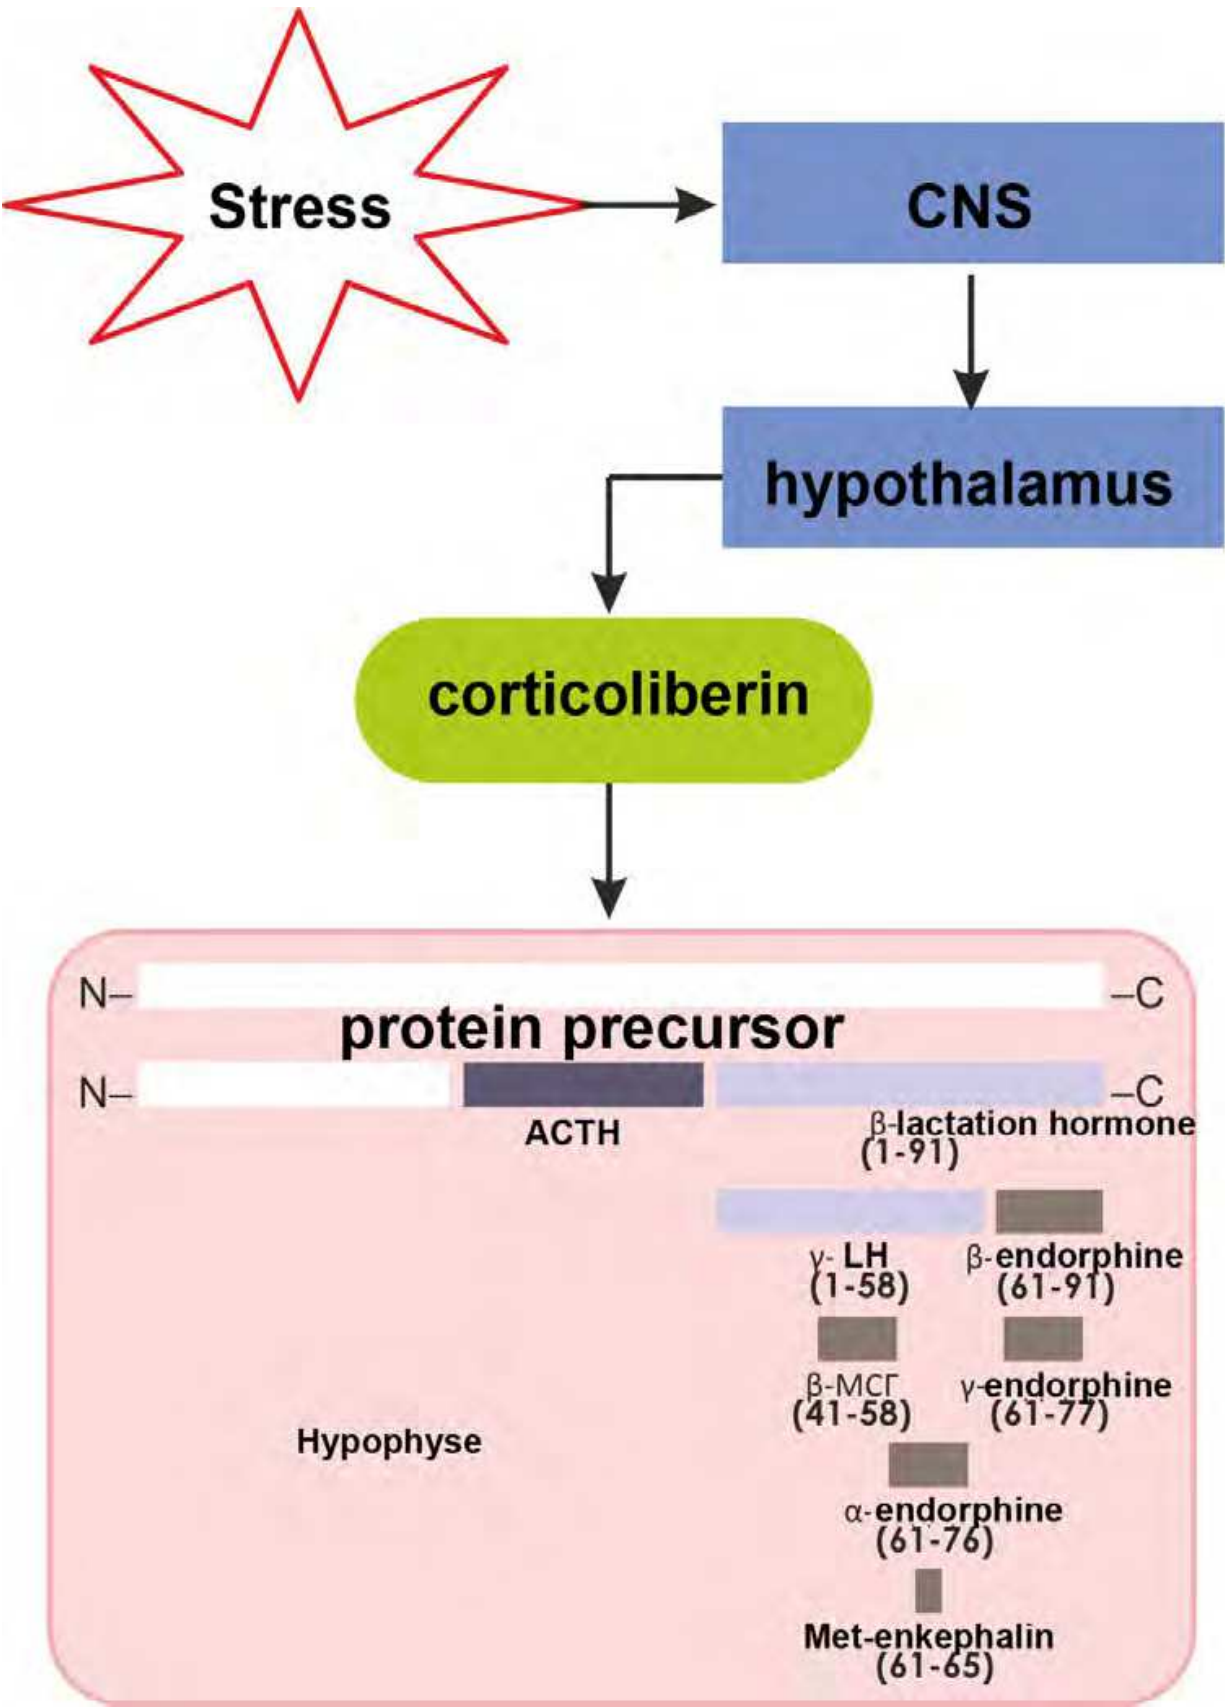 Stress
CNS
hypothalamus
corticoliberin
N– –C
protein precursor
N– –C
ACTH
β-lactation hormone
(1-91)
γ- LH β-endorphine
(1-58) (61-91)
β-МСГ γ-endorphine
(41-58) (61-77)
Hypophyse
α-endorphine
(61-76)
Met-enkephalin
(61-65)